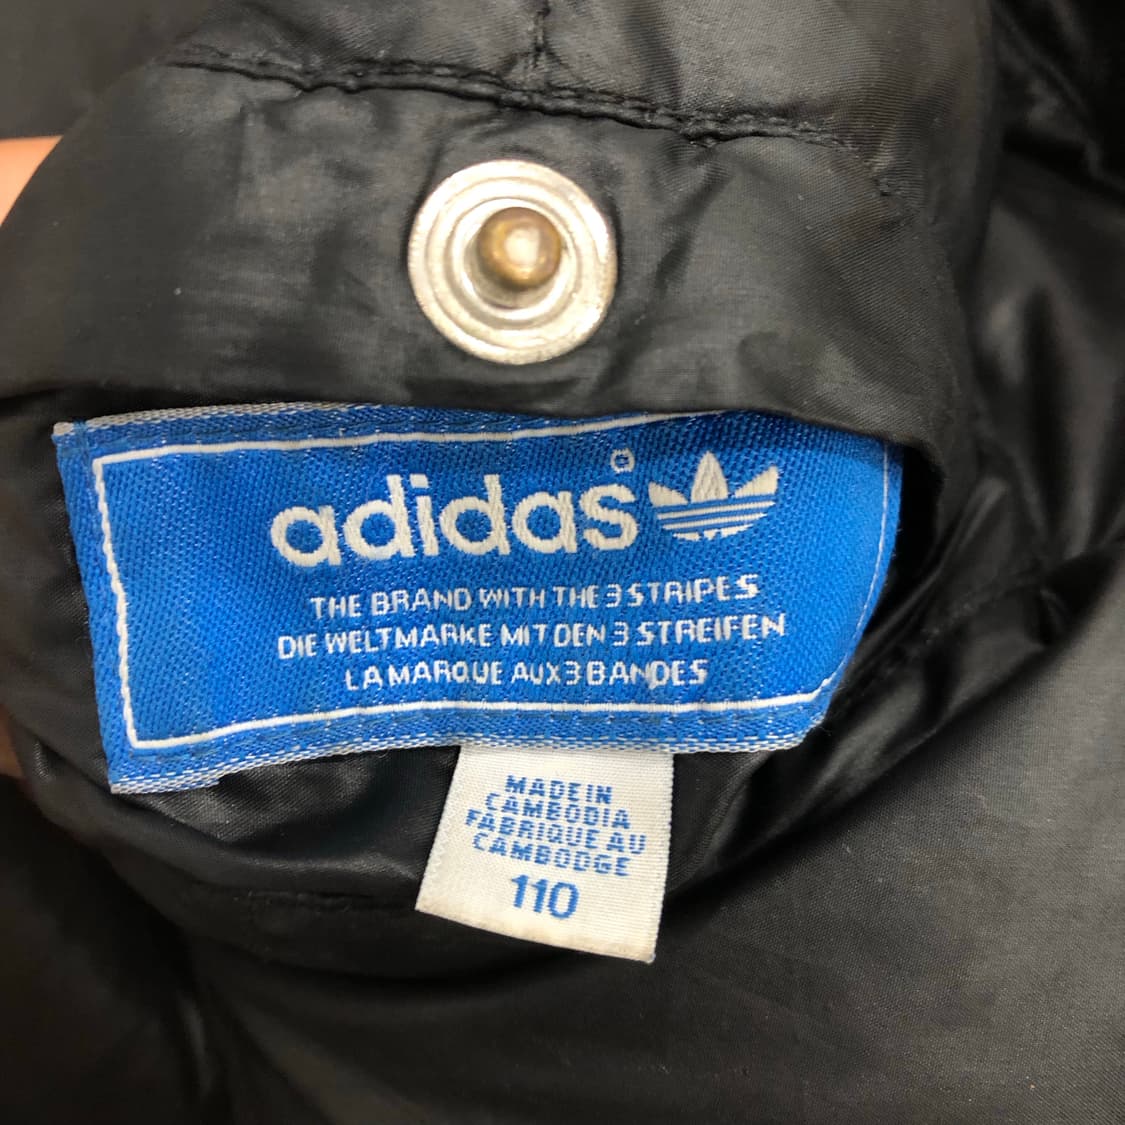 adidas
THE BRAND WITH THE 3 STRIPES
DIE WELTMARKE MIT DEN 3 STREIFEN
LA MARQUE AUX 3 BANDES
MADE IN
CAMBODIA
FABRIQUE AU
CAMBODGE
110